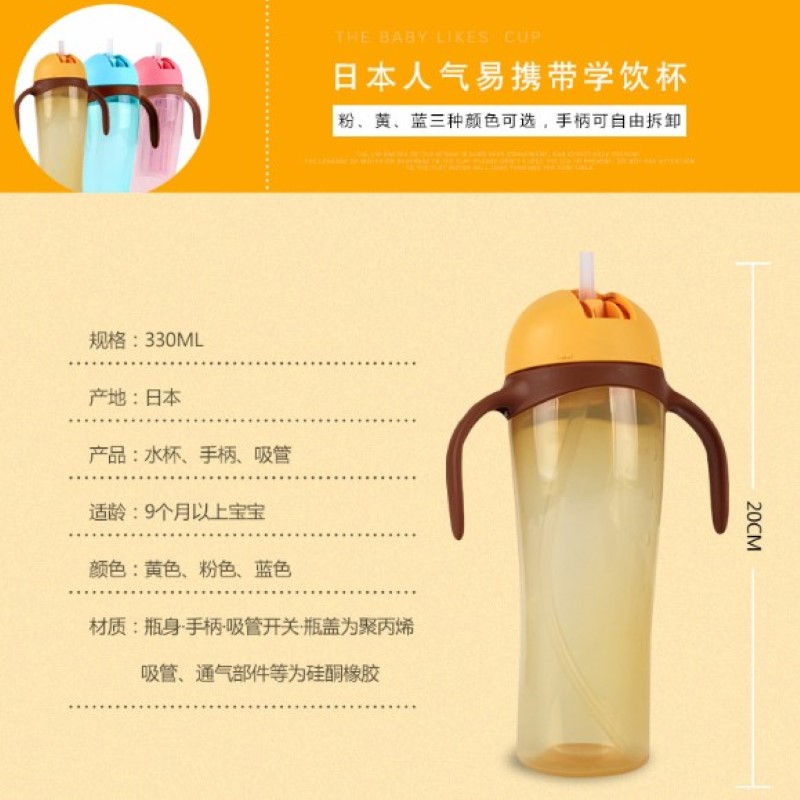 THE BABY LIKES CUP
日本人气易携带学饮杯
粉、黄、蓝三种颜色可选，手柄可自由拆卸
规格：330ML
产地：日本
产品：水杯、手柄、吸管
适龄：9个月以上宝宝
颜色：黄色、粉色、蓝色
材质：瓶身·手柄·吸管开关·瓶盖为聚丙烯
吸管、通气部件等为硅酮橡胶
20CM